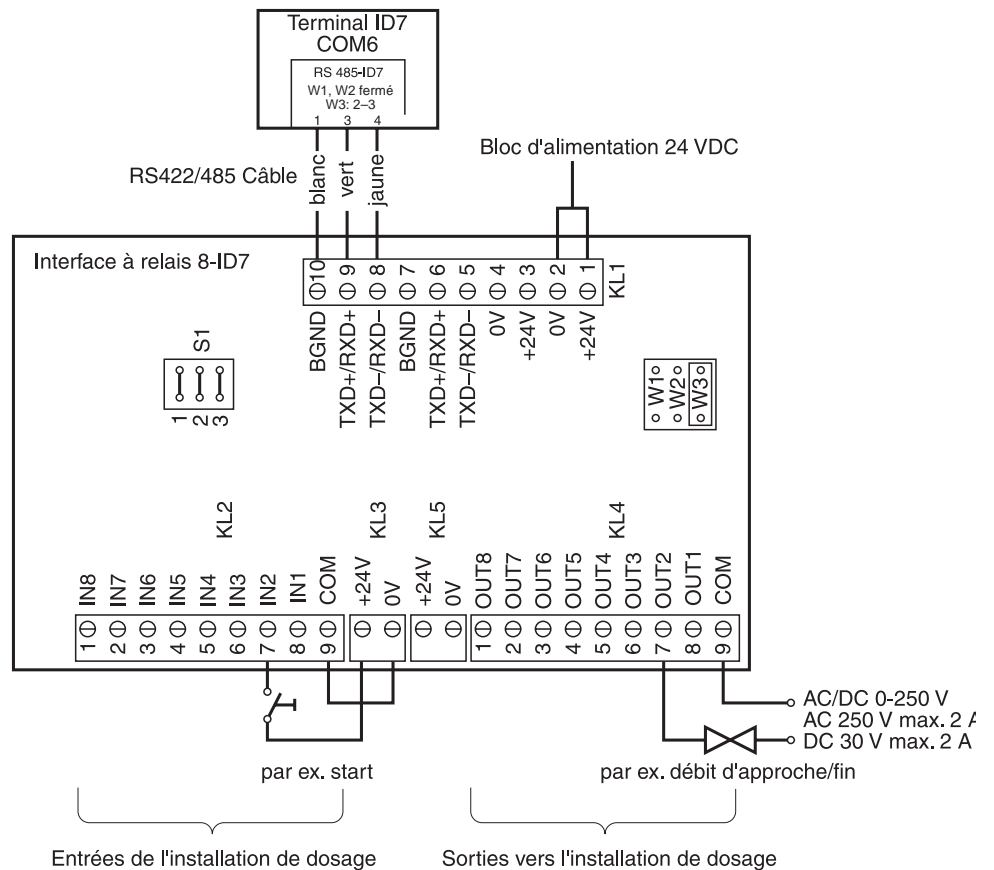 Terminal ID7
COM6
RS 485-ID7
W1, W2 fermé
W3: 2–3
1 3 4
RS422/485 Câble
blanc
vert
jaune
Bloc d'alimentation 24 VDC
Interface à relais 8-ID7
10 9 8 7 6 5 4 3 2 1
KL1
BGND
TXD+/RXD+
TXD–/RXD–
BGND
TXD+/RXD+
TXD–/RXD–
0V
+24V
0V
+24V
S1
1 2 3
W1
W2
W3
KL2
KL3
KL5
KL4
IN8
IN7
IN6
IN5
IN4
IN3
IN2
IN1
COM
+24V
0V
+24V
0V
OUT8
OUT7
OUT6
OUT5
OUT4
OUT3
OUT2
OUT1
COM
1 2 3 4 5 6 7 8 9
1 2 3 4 5 6 7 8 9
AC/DC 0-250 V
AC 250 V max. 2 A
DC 30 V max. 2 A
par ex. start
par ex. débit d'approche/fin
Entrées de l'installation de dosage
Sorties vers l'installation de dosage